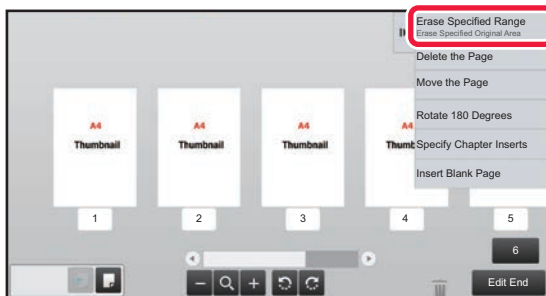 Erase Specified Range
Erase Specified Original Area
Delete the Page
Move the Page
Rotate 180 Degrees
Specify Chapter Inserts
Insert Blank Page
A4
Thumbnail
A4
Thumbnail
A4
Thumbnail
A4
Thumb
1
2
3
4
5
6
Edit End